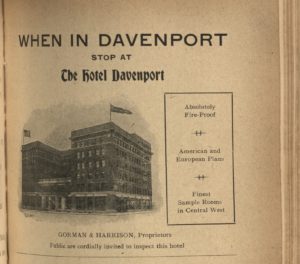 WHEN IN DAVENPORT
STOP AT
The Hotel Davenport
Absolutely
Fire-Proof
American and
European Plans
Finest
Sample Rooms
in Central West
GORMAN & HARRISON, Proprietors
Public are cordially invited to inspect this hotel